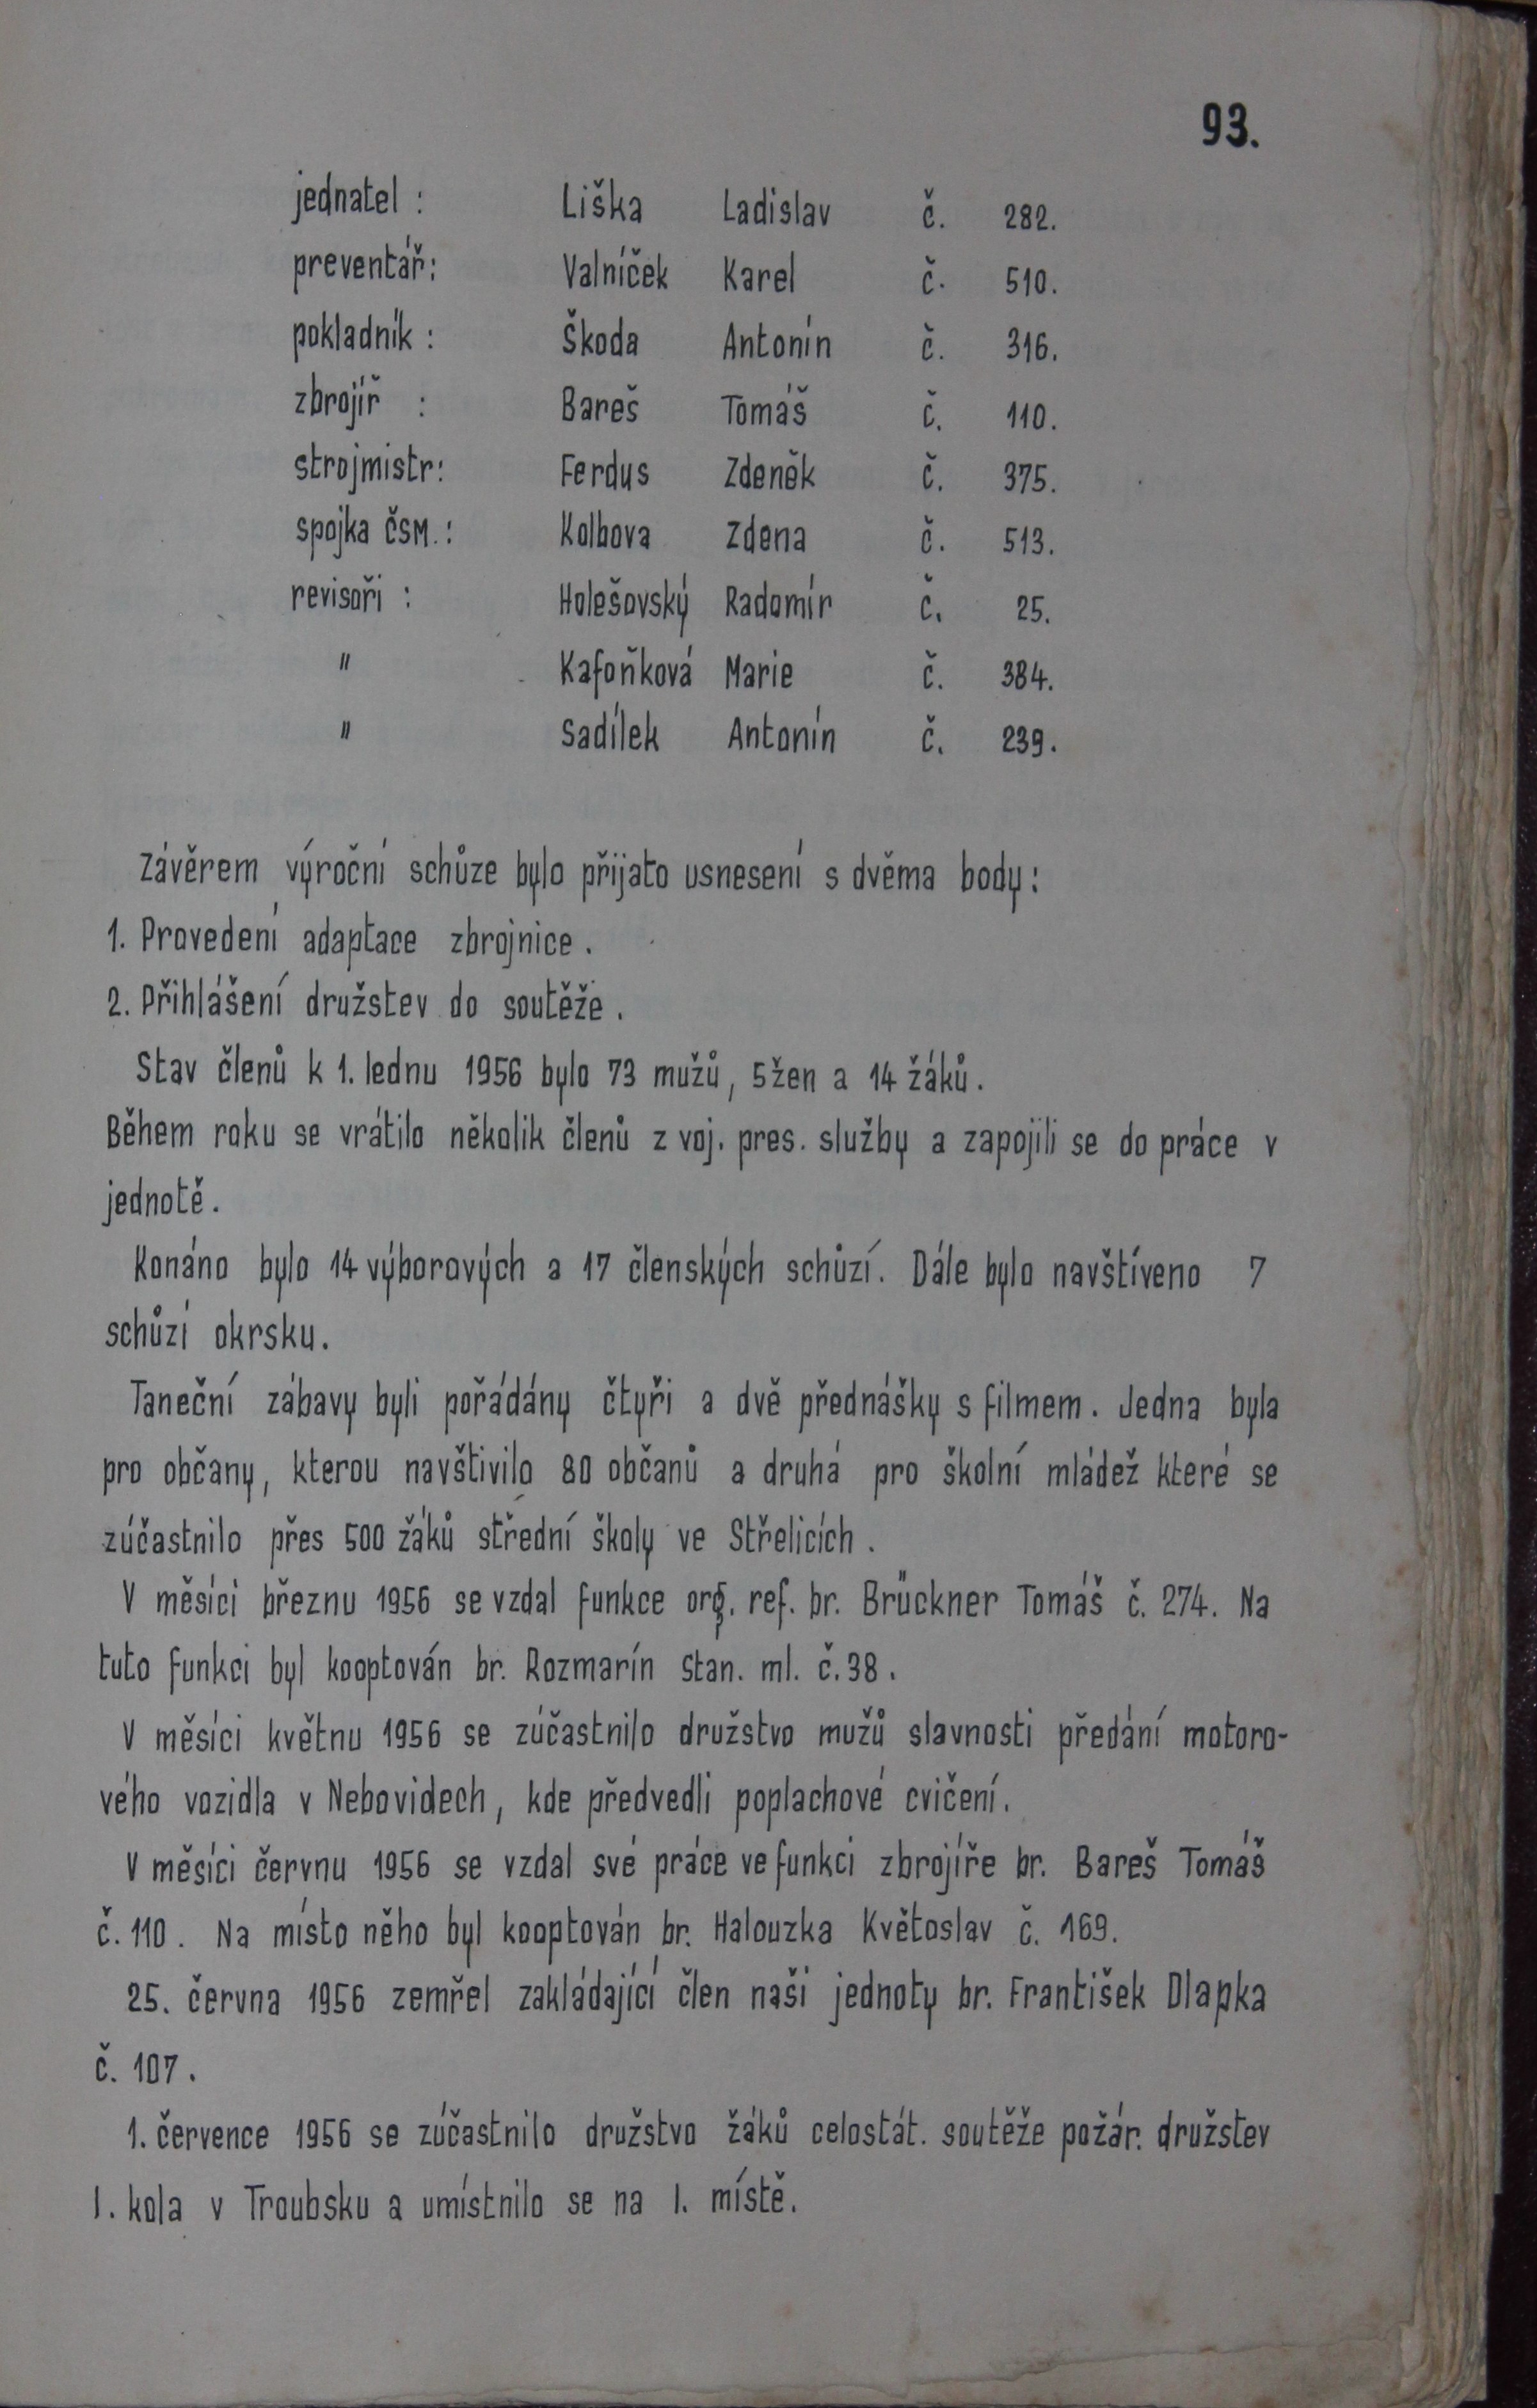 93.
jednatel : Liška Ladislav č. 282.
preventář: Valníček Karel č. 510.
pokladník : Škoda Antonín č. 316.
zbrojíř : Bareš Tomáš č. 110.
strojmistr: Ferdus Zdeněk č. 375.
spojka ČSM.: Kolbova Zdena č. 513.
revisoři : Holešovský Radomír č. 25.
" Kafoňková Marie č. 384.
" Sadílek Antonín č. 239.
Závěrem výroční schůze bylo přijato usnesení s dvěma body:
1. Provedení adaptace zbrojnice.
2. Přihlášení družstev do soutěže.
Stav členů k 1. lednu 1956 bylo 73 mužů, 5 žen a 14 žáků.
Během roku se vrátilo několik členů z voj. pres. služby a zapojili se do práce v
jednotě.
Konáno bylo 14 výborových a 17 členských schůzí. Dále bylo navštíveno 7
schůzí okrsku.
Taneční zábavy byli pořádány čtyři a dvě přednášky s filmem. Jedna byla
pro občany, kterou navštivilo 80 občanů a druhá pro školní mládež které se
zúčastnilo přes 500 žáků střední školy ve Střelicích.
V měsíci březnu 1956 se vzdal funkce org. ref. br. Brückner Tomáš č. 274. Na
tuto funkci byl kooptován br. Rozmarín Stan. ml. č. 38.
V měsíci květnu 1956 se zúčastnilo družstvo mužů slavnosti předání motoro-
vého vozidla v Nebovidech, kde předvedli poplachové cvičení.
V měsíci červnu 1956 se vzdal své práce ve funkci zbrojíře br. Bareš Tomáš
č. 110. Na místo něho byl kooptován br. Halouzka Květoslav č. 169.
25. června 1956 zemřel zakládající člen naši jednoty br. František Dlapka
č. 107.
1. července 1956 se zúčastnilo družstvo žáků celostát. soutěže požár. družstev
I. kola v Troubsku a umístnilo se na I. místě.